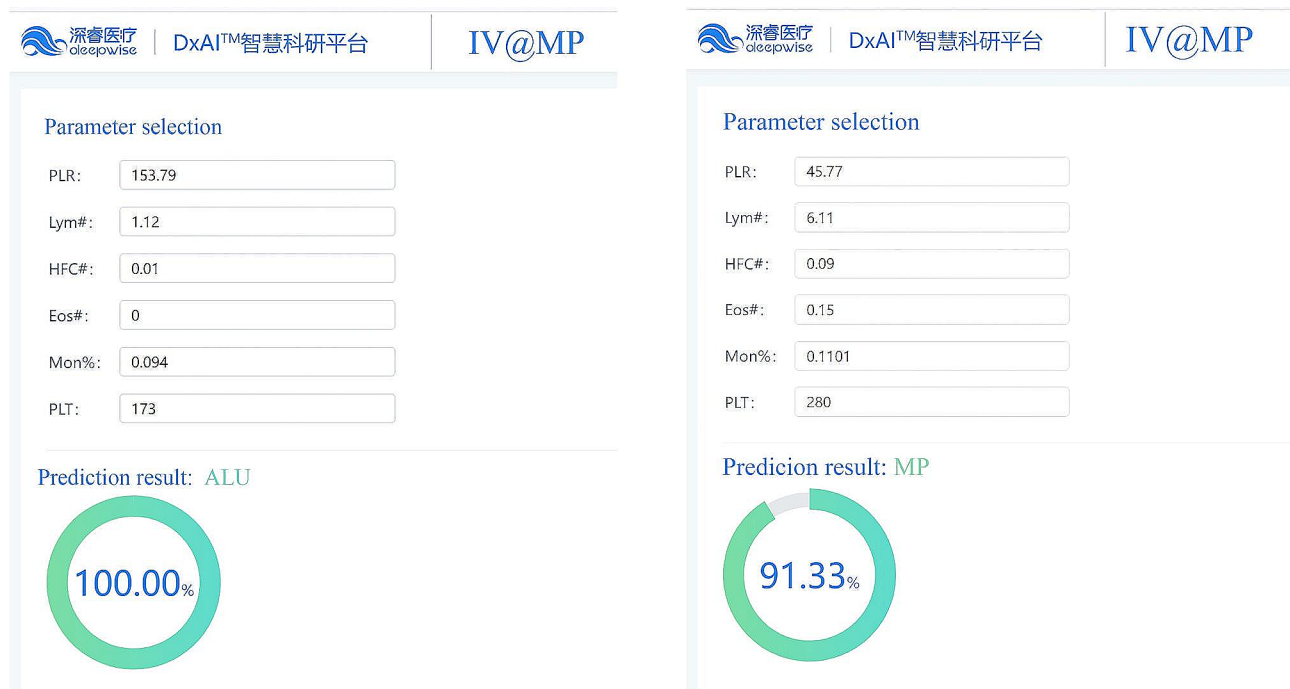 深睿医疗
deepwise
DxAI™智慧科研平台
IV@MP
Parameter selection
PLR: 153.79
Lym#: 1.12
HFC#: 0.01
Eos#: 0
Mon%: 0.094
PLT: 173
Prediction result: ALU
100.00%
深睿医疗
deepwise
DxAI™智慧科研平台
IV@MP
Parameter selection
PLR: 45.77
Lym#: 6.11
HFC#: 0.09
Eos#: 0.15
Mon%: 0.1101
PLT: 280
Predicion result: MP
91.33%